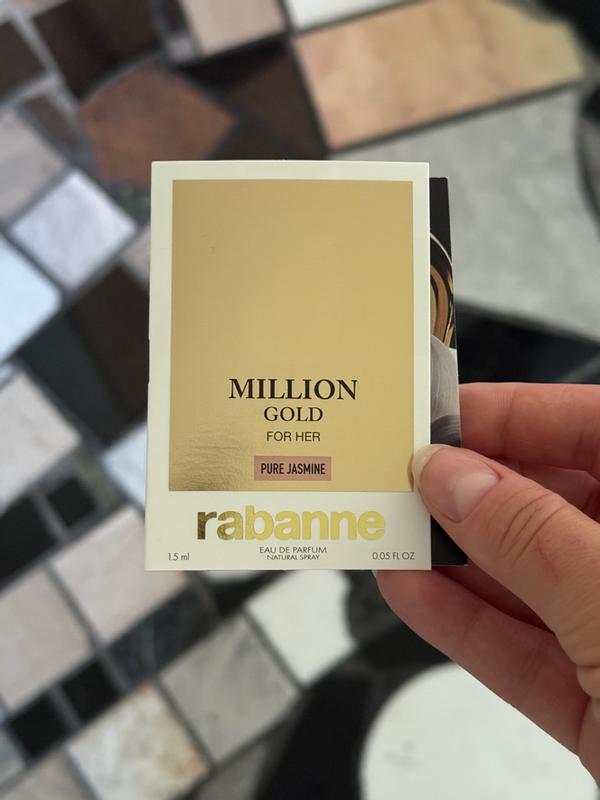 MILLION
GOLD
FOR HER
PURE JASMINE
rabanne
EAU DE PARFUM
NATURAL SPRAY
1.5 ml
0.05 FL OZ